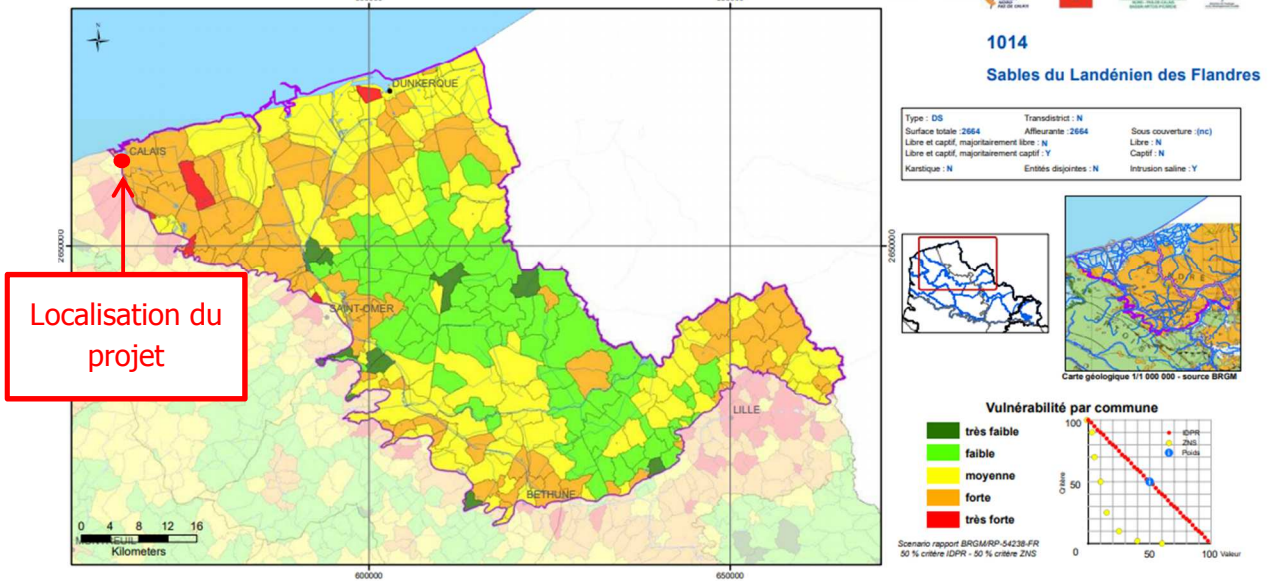 1014
Sables du Landénien des Flandres
Type : DS Transdistrict : N
Surface totale :2664 Affleurante :2664 Sous couverture :(nc)
Libre et captif, majoritairement libre : N Libre : N
Libre et captif, majoritairement captif : Y Captif : N
Karstique : N Entités disjointes : N Intrusion saline : Y
N
DUNKERQUE
CALAIS
2650000
2650000
Localisation du
projet
SAINT-OMER
LILLE
BETHUNE
0 4 8 12 16
Kilometers
600000
650000
Carte géologique 1/1 000 000 - source BRGM
Vulnérabilité par commune
très faible
faible
moyenne
forte
très forte
Scenario rapport BRGM/RP-54238-FR
50 % critère IDPR - 50 % critère ZNS
100
50
0
Critère
IDPR
ZNS
Poids
50 100 Valeur